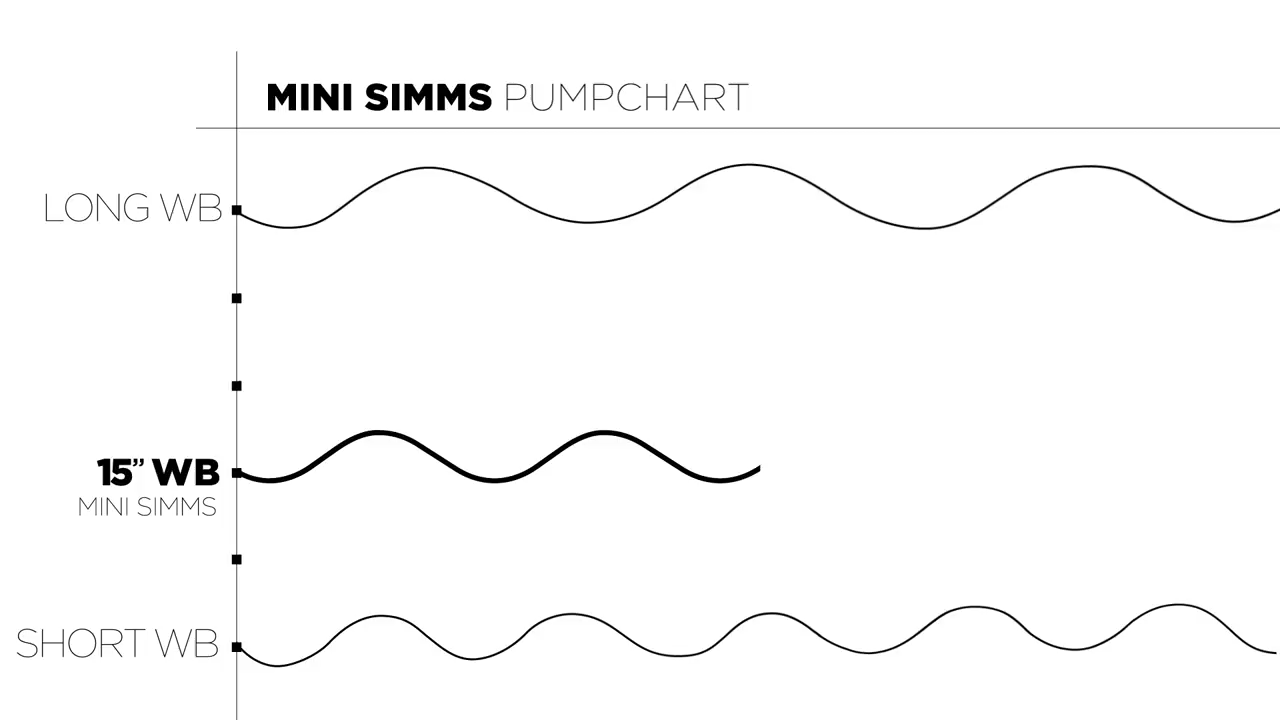 MINI SIMMS PUMPCHART
LONG WB
15” WB
MINI SIMMS
SHORT WB